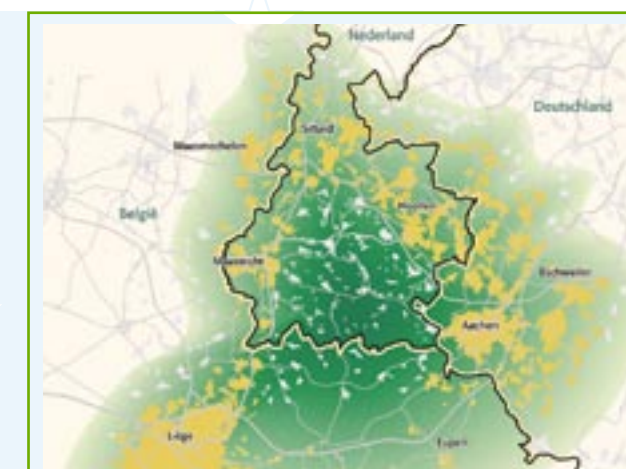 Nederland
Deutschland
Sittard
Maasmechelen
België
Heerlen
Maastricht
Eschweiler
Aachen
Liège
Eupen